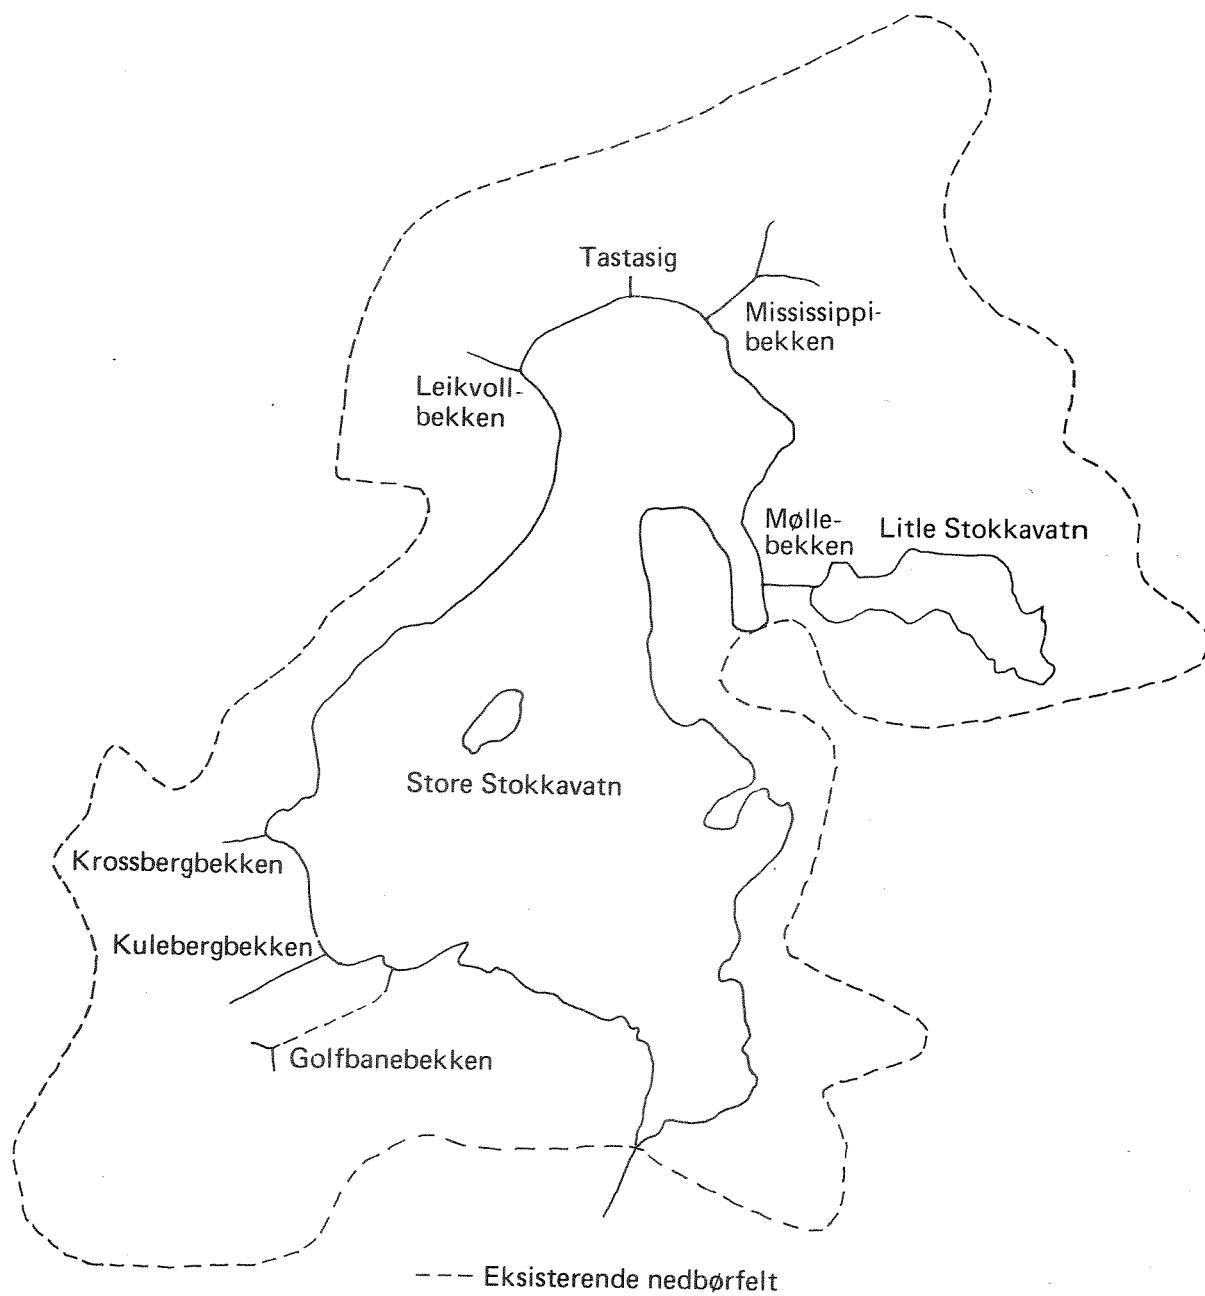 Tastasig
Mississippi-
bekken
Leikvoll-
bekken
Mølle-
bekken
Litle Stokkavatn
Store Stokkavatn
Krossbergbekken
Kulebergbekken
Golfbanebekken
Eksisterende nedbørfelt